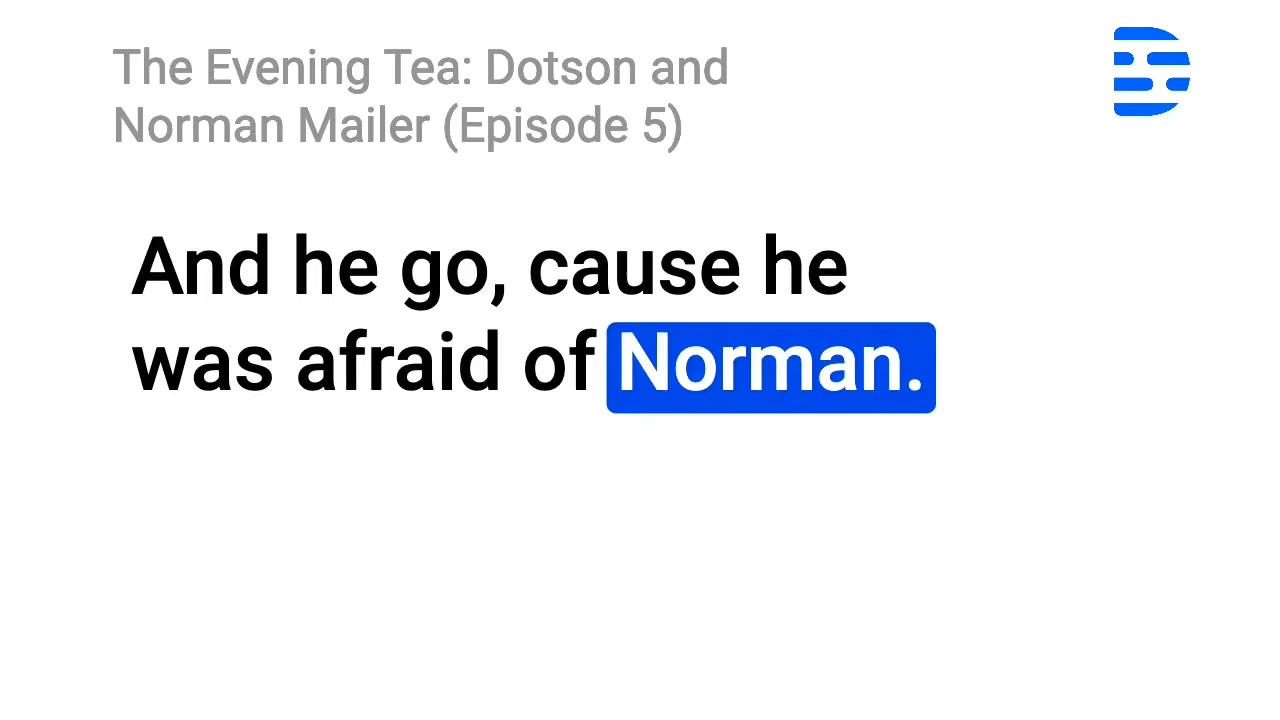 The Evening Tea: Dotson and
Norman Mailer (Episode 5)
And he go, cause he
was afraid of Norman.